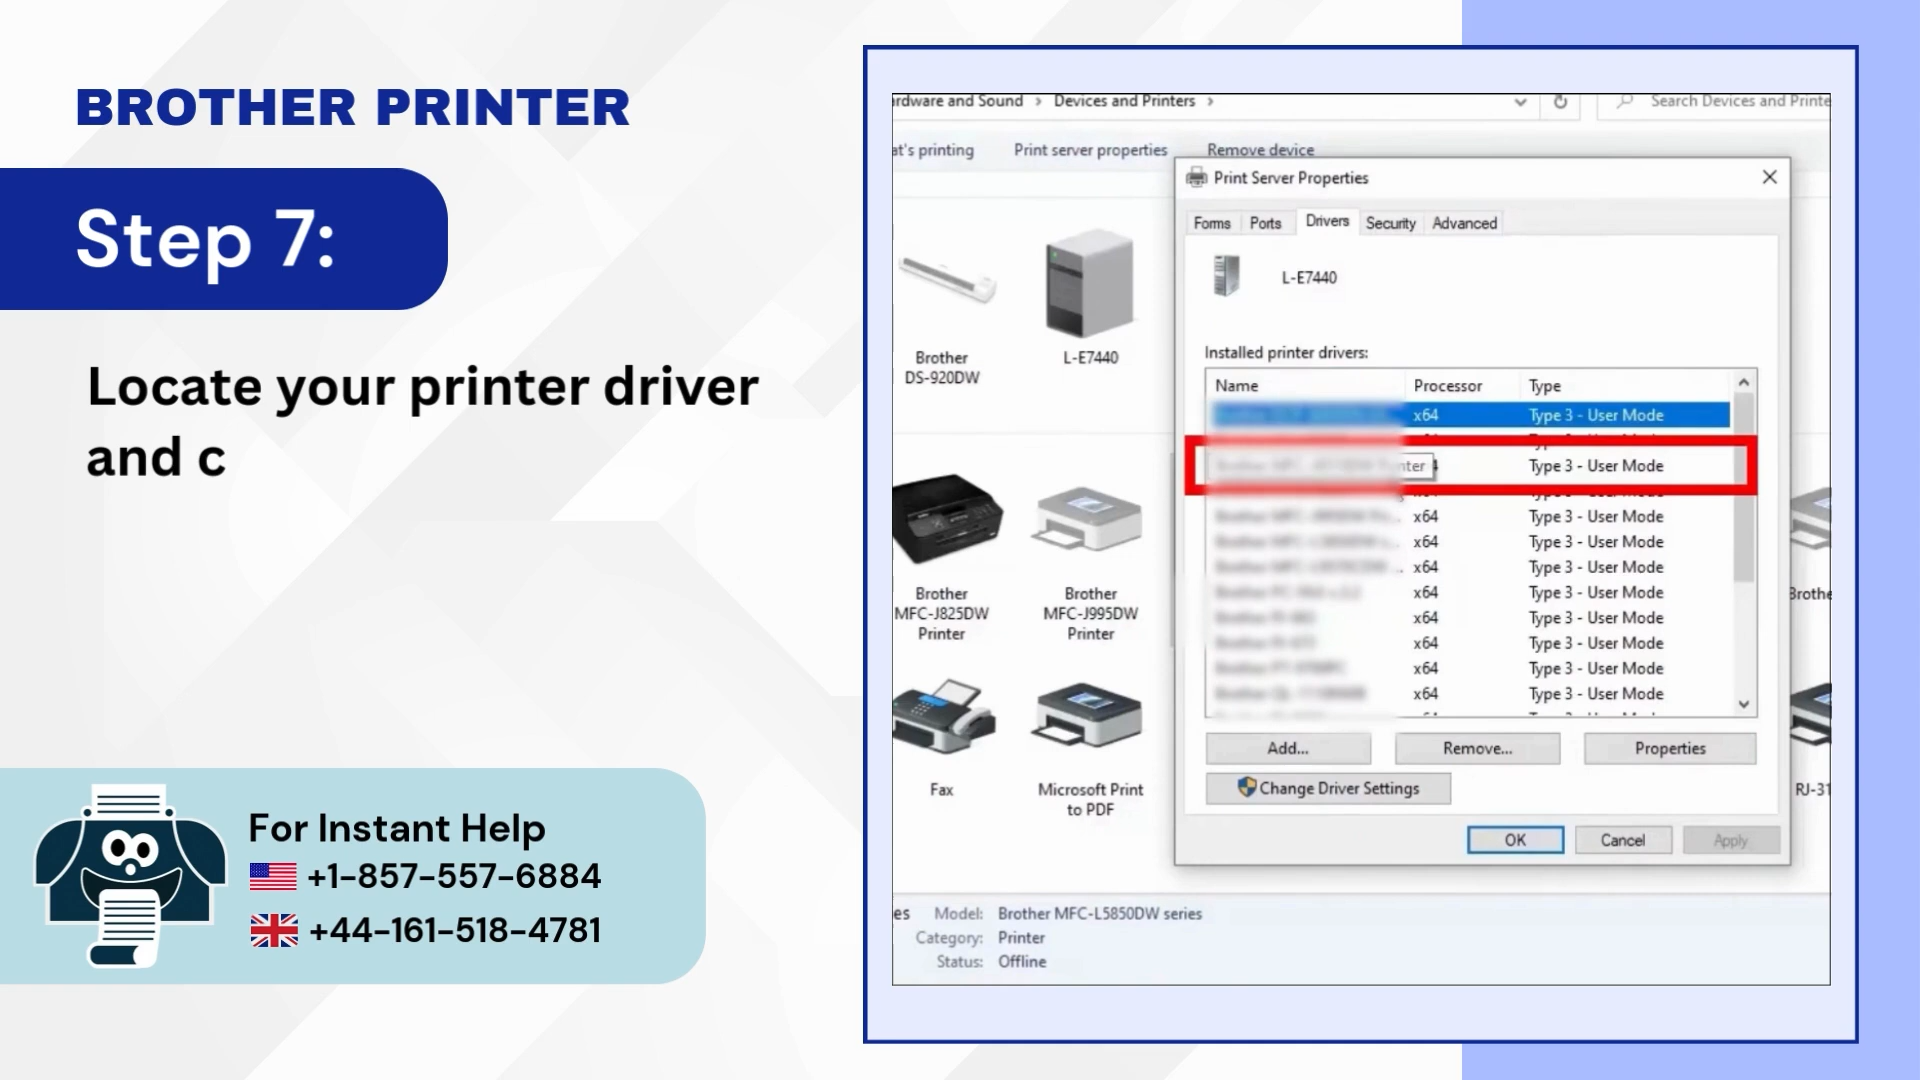 BROTHER PRINTER
Step 7:
Locate your printer driver
and c
For Instant Help
+1-857-557-6884
+44-161-518-4781
rdware and Sound > Devices and Printers >
Search Devices and Printe
at's printing Print server properties Remove device
Print Server Properties
Forms Ports Drivers Security Advanced
L-E7440
Installed printer drivers:
Name Processor Type
x64 Type 3 - User Mode
nter Type 3 - User Mode
x64 Type 3 - User Mode
x64 Type 3 - User Mode
x64 Type 3 - User Mode
x64 Type 3 - User Mode
x64 Type 3 - User Mode
x64 Type 3 - User Mode
x64 Type 3 - User Mode
x64 Type 3 - User Mode
Add... Remove... Properties
Change Driver Settings
OK Cancel Apply
Brother
DS-920DW
L-E7440
Brother
MFC-J825DW
Printer
Brother
MFC-J995DW
Printer
Brothe
Fax
Microsoft Print
to PDF
RJ-31
es Model: Brother MFC-L5850DW series
Category: Printer
Status: Offline